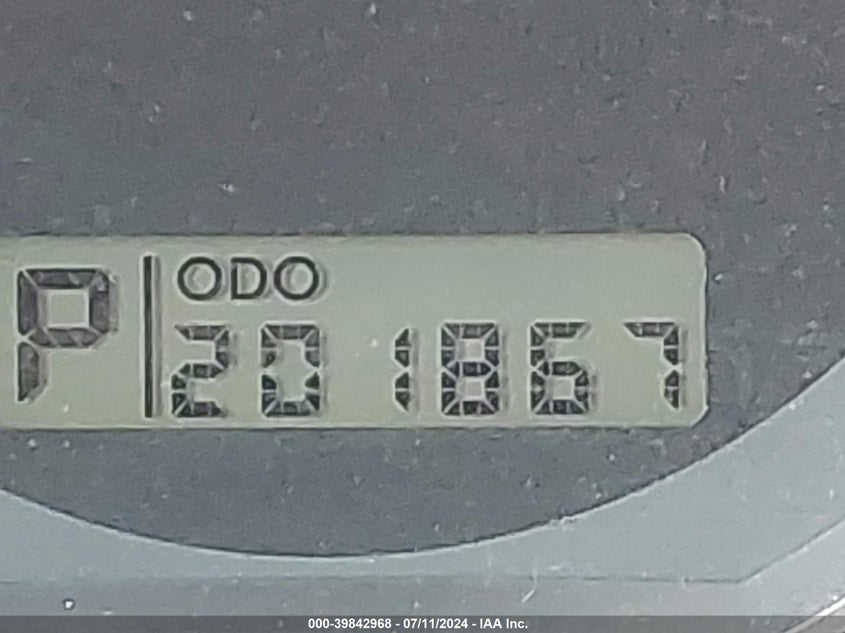 P
ODO
201867
000-39842968 - 07/11/2024 - IAA Inc.